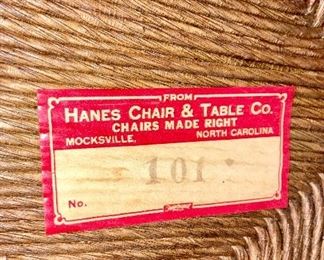 FROM
HANES CHAIR & TABLE CO.
CHAIRS MADE RIGHT
MOCKSVILLE, NORTH CAROLINA
101
No.